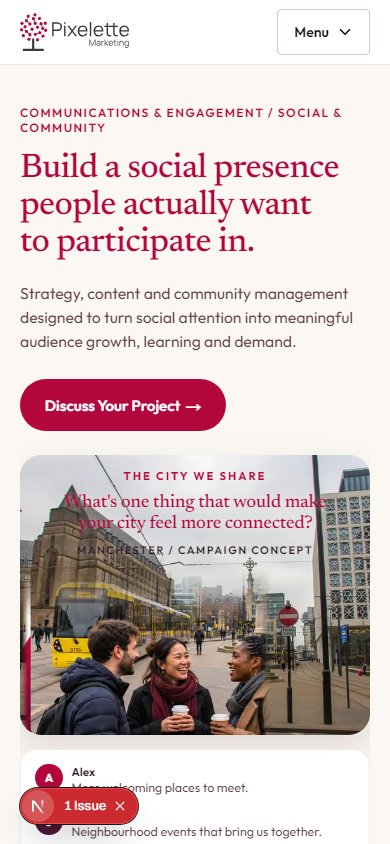 Pixelette
Marketing
Menu
COMMUNICATIONS & ENGAGEMENT / SOCIAL &
COMMUNITY
Build a social presence
people actually want
to participate in.
Strategy, content and community management
designed to turn social attention into meaningful
audience growth, learning and demand.
Discuss Your Project →
THE CITY WE SHARE
What's one thing that would make
your city feel more connected?
MANCHESTER / CAMPAIGN CONCEPT
A
Alex
More welcoming places to meet.
N
1 Issue
Neighbourhood events that bring us together.